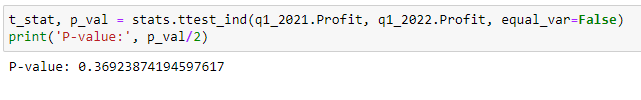 t_stat, p_val = stats.ttest_ind(q1_2021.Profit, q1_2022.Profit, equal_var=False)
print('P-value:', p_val/2)
P-value: 0.36923874194597617